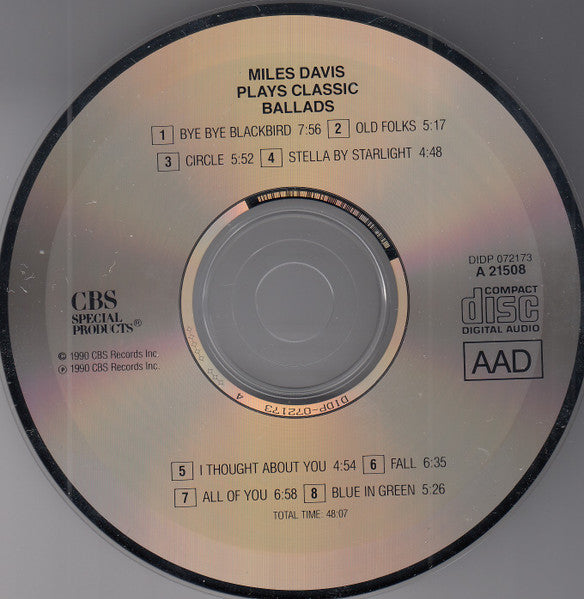 MILES DAVIS
PLAYS CLASSIC
BALLADS
1 BYE BYE BLACKBIRD 7:56 2 OLD FOLKS 5:17
3 CIRCLE 5:52 4 STELLA BY STARLIGHT 4:48
DIDP 072173
A 21508
COMPACT
disc
DIGITAL AUDIO
AAD
CBS
SPECIAL
PRODUCTS®
© 1990 CBS Records Inc.
℗ 1990 CBS Records Inc.
4 DIDP-072173
5 I THOUGHT ABOUT YOU 4:54 6 FALL 6:35
7 ALL OF YOU 6:58 8 BLUE IN GREEN 5:26
TOTAL TIME: 48:07